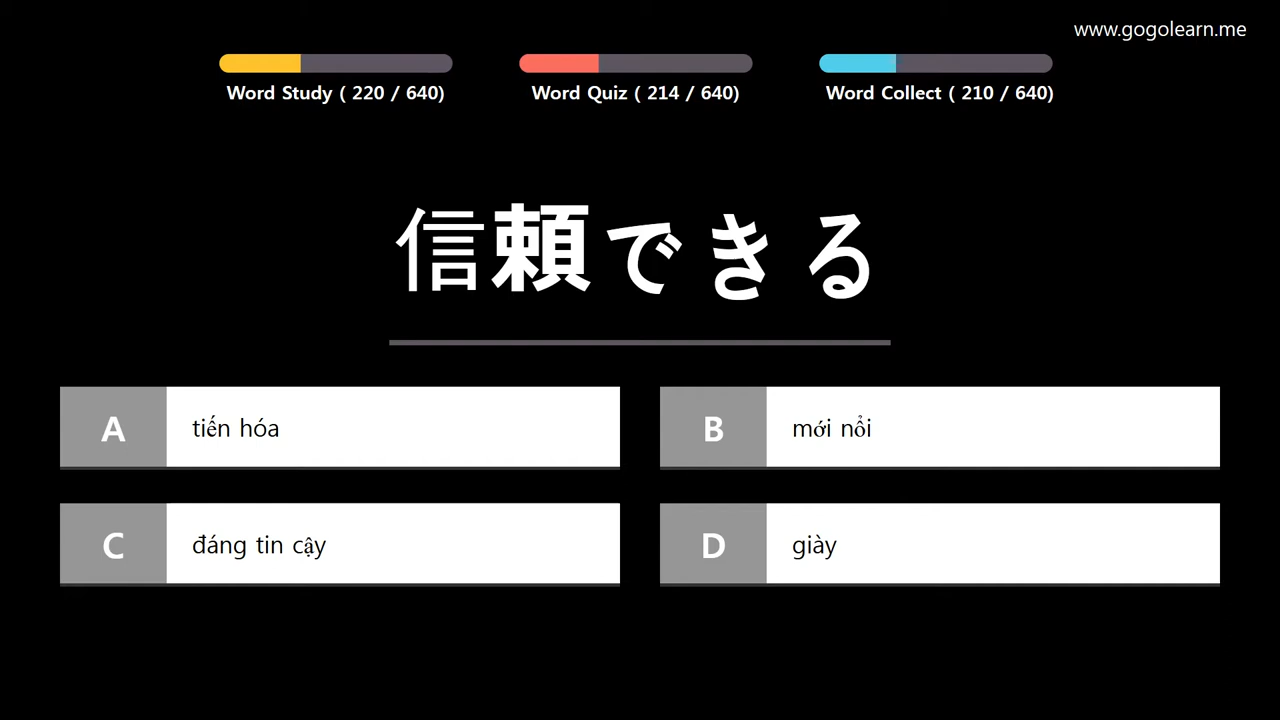 www.gogolearn.me
Word Study ( 220 / 640)
Word Quiz ( 214 / 640)
Word Collect ( 210 / 640)
信頼できる
A tiến hóa
B mới nổi
C đáng tin cậy
D giày